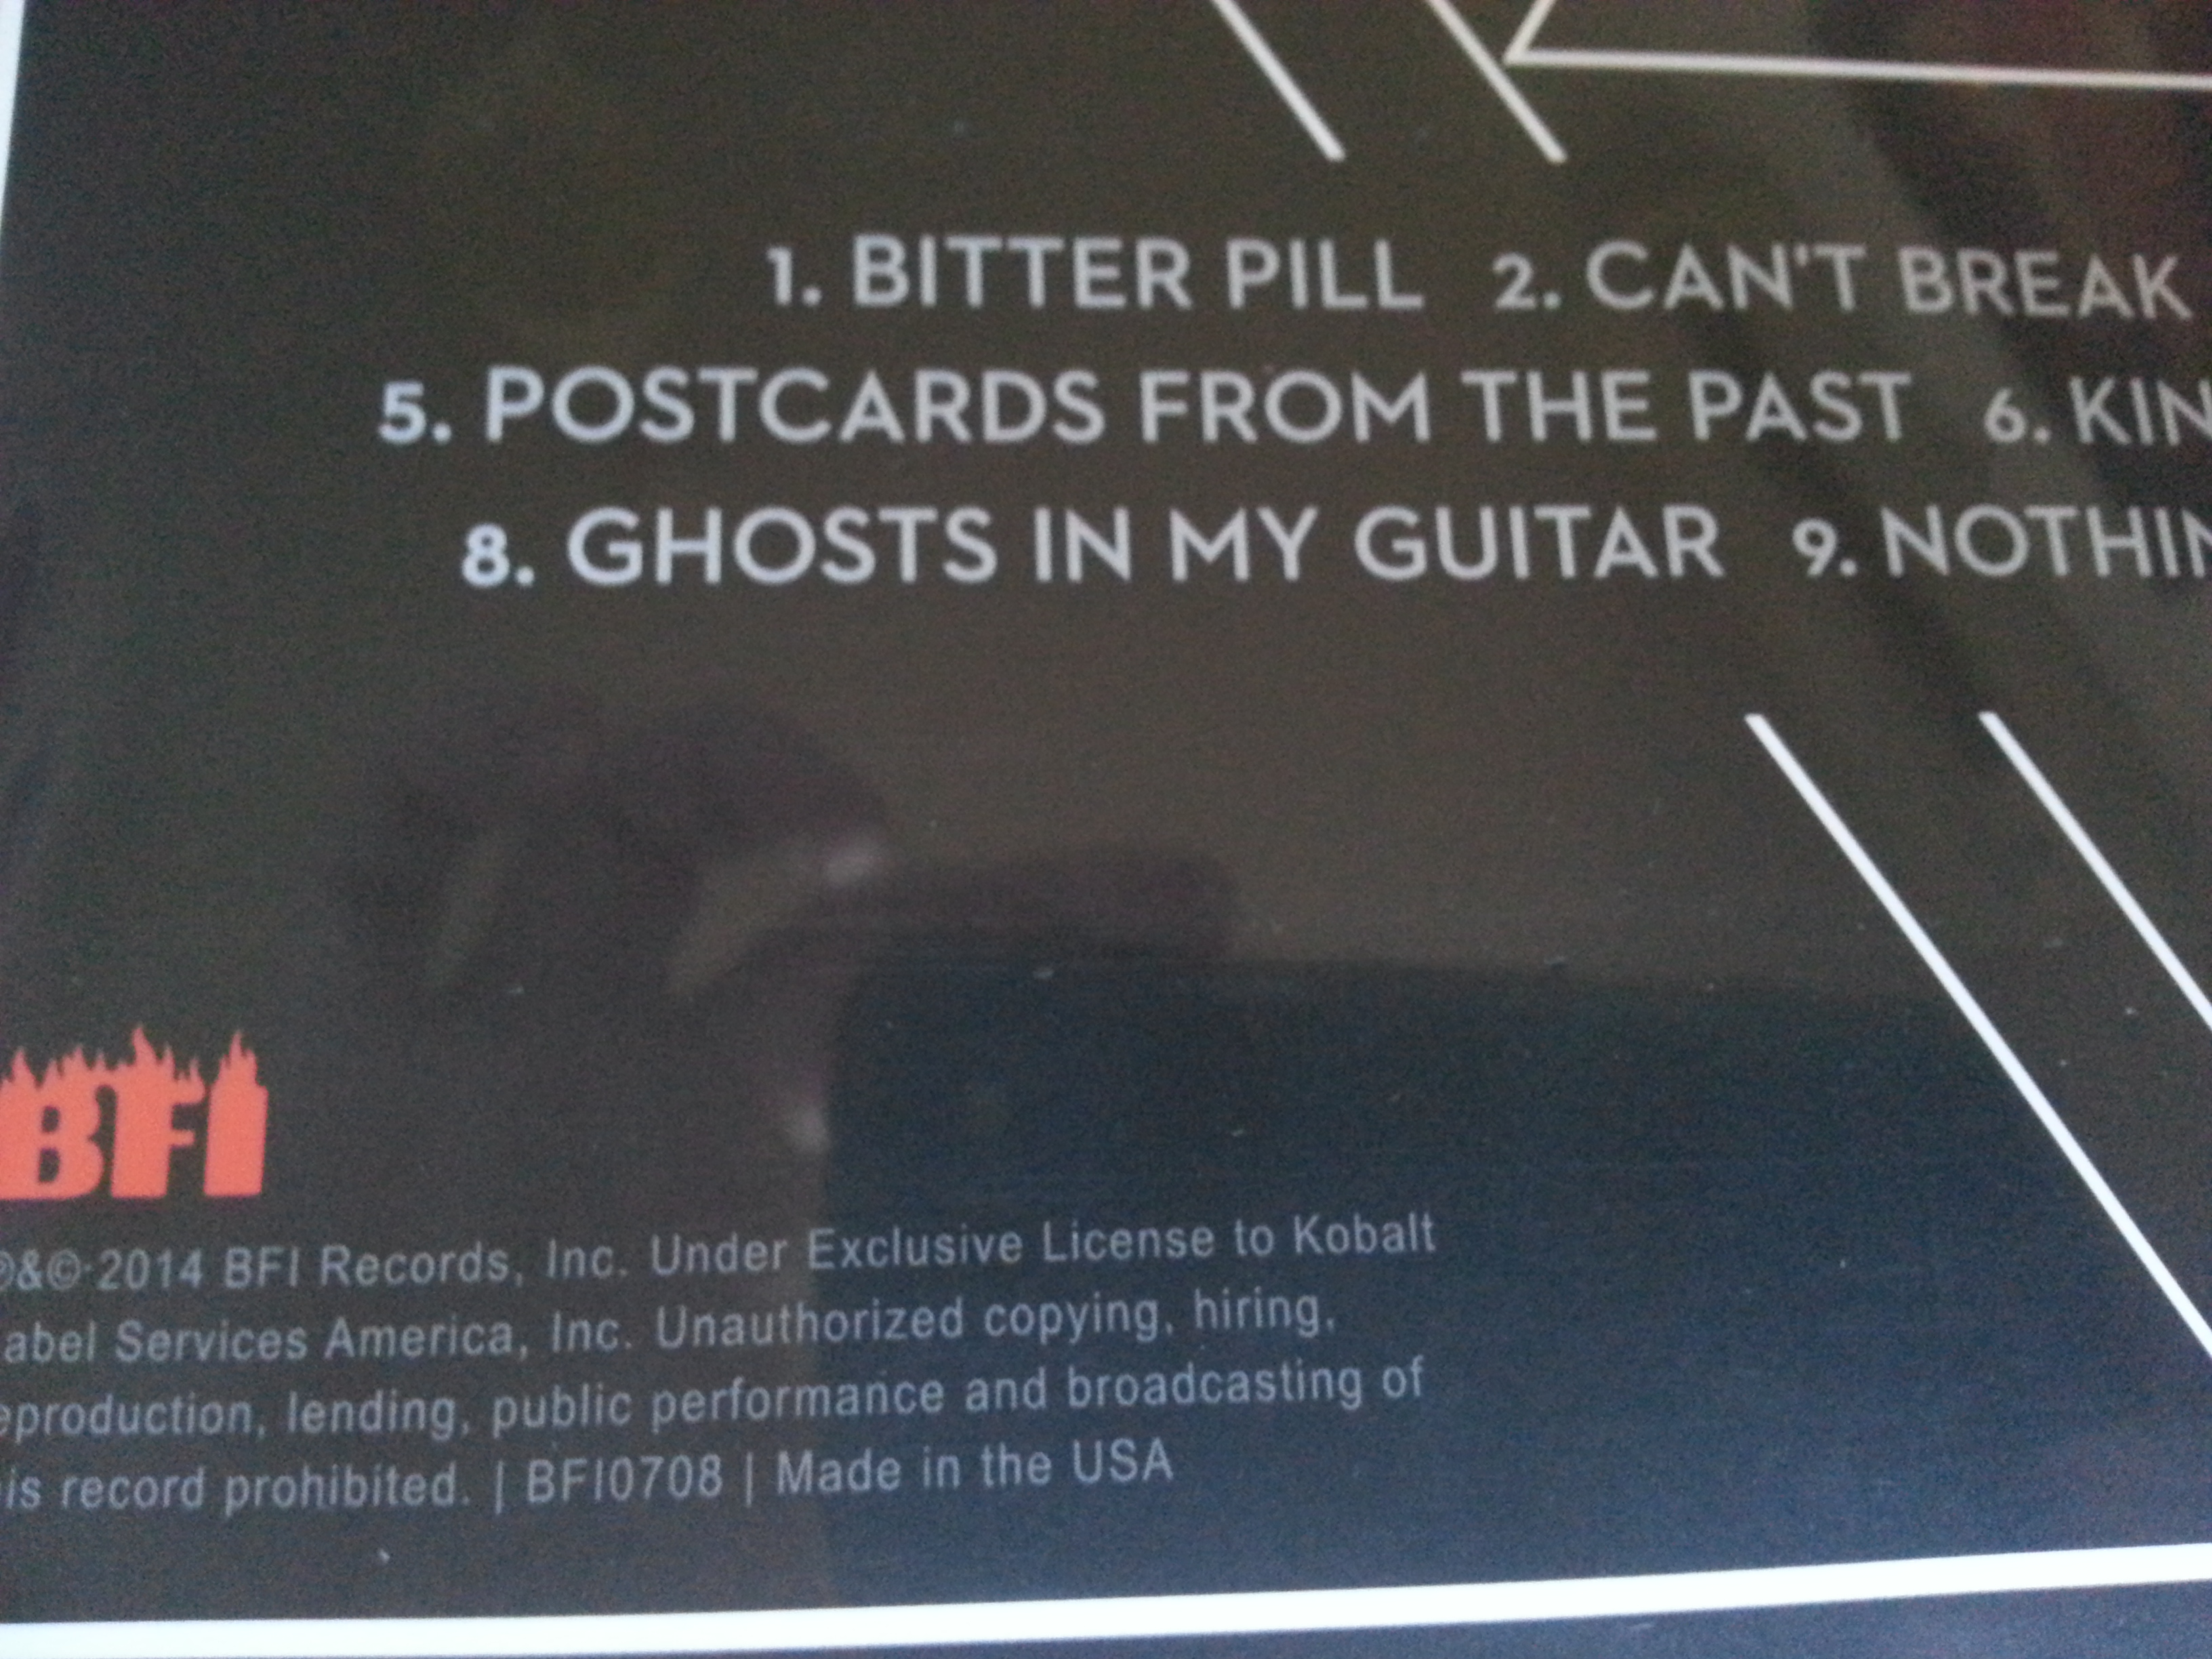 1. BITTER PILL 2. CAN'T BREAK
5. POSTCARDS FROM THE PAST 6. KIN
8. GHOSTS IN MY GUITAR 9. NOTHIN
BFI
℗&© 2014 BFI Records, Inc. Under Exclusive License to Kobalt
abel Services America, Inc. Unauthorized copying, hiring,
eproduction, lending, public performance and broadcasting of
is record prohibited. | BFI0708 | Made in the USA